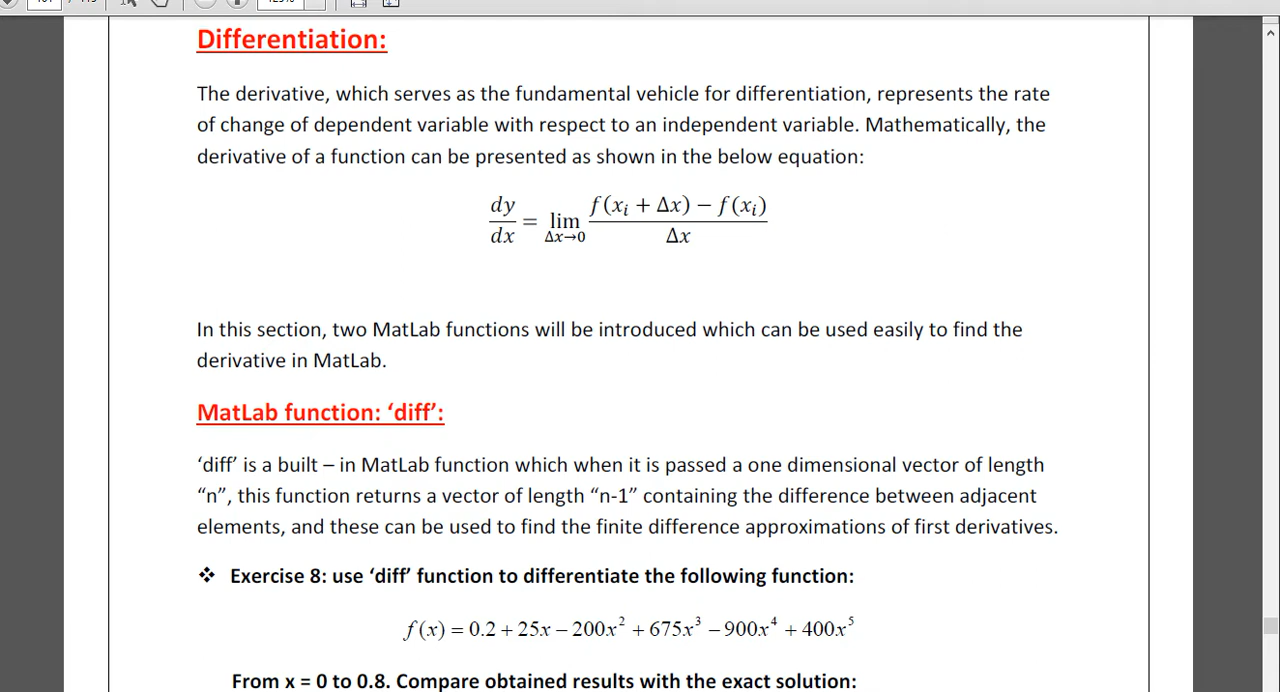 Differentiation:
The derivative, which serves as the fundamental vehicle for differentiation, represents the rate
of change of dependent variable with respect to an independent variable. Mathematically, the
derivative of a function can be presented as shown in the below equation:
dy/dx = lim Δx→0 f(xᵢ + Δx) − f(xᵢ) / Δx
In this section, two MatLab functions will be introduced which can be used easily to find the
derivative in MatLab.
MatLab function: ‘diff’:
‘diff’ is a built – in MatLab function which when it is passed a one dimensional vector of length
“n”, this function returns a vector of length “n-1” containing the difference between adjacent
elements, and these can be used to find the finite difference approximations of first derivatives.
❖ Exercise 8: use ‘diff’ function to differentiate the following function:
f(x) = 0.2 + 25x − 200x² + 675x³ − 900x⁴ + 400x⁵
From x = 0 to 0.8. Compare obtained results with the exact solution: